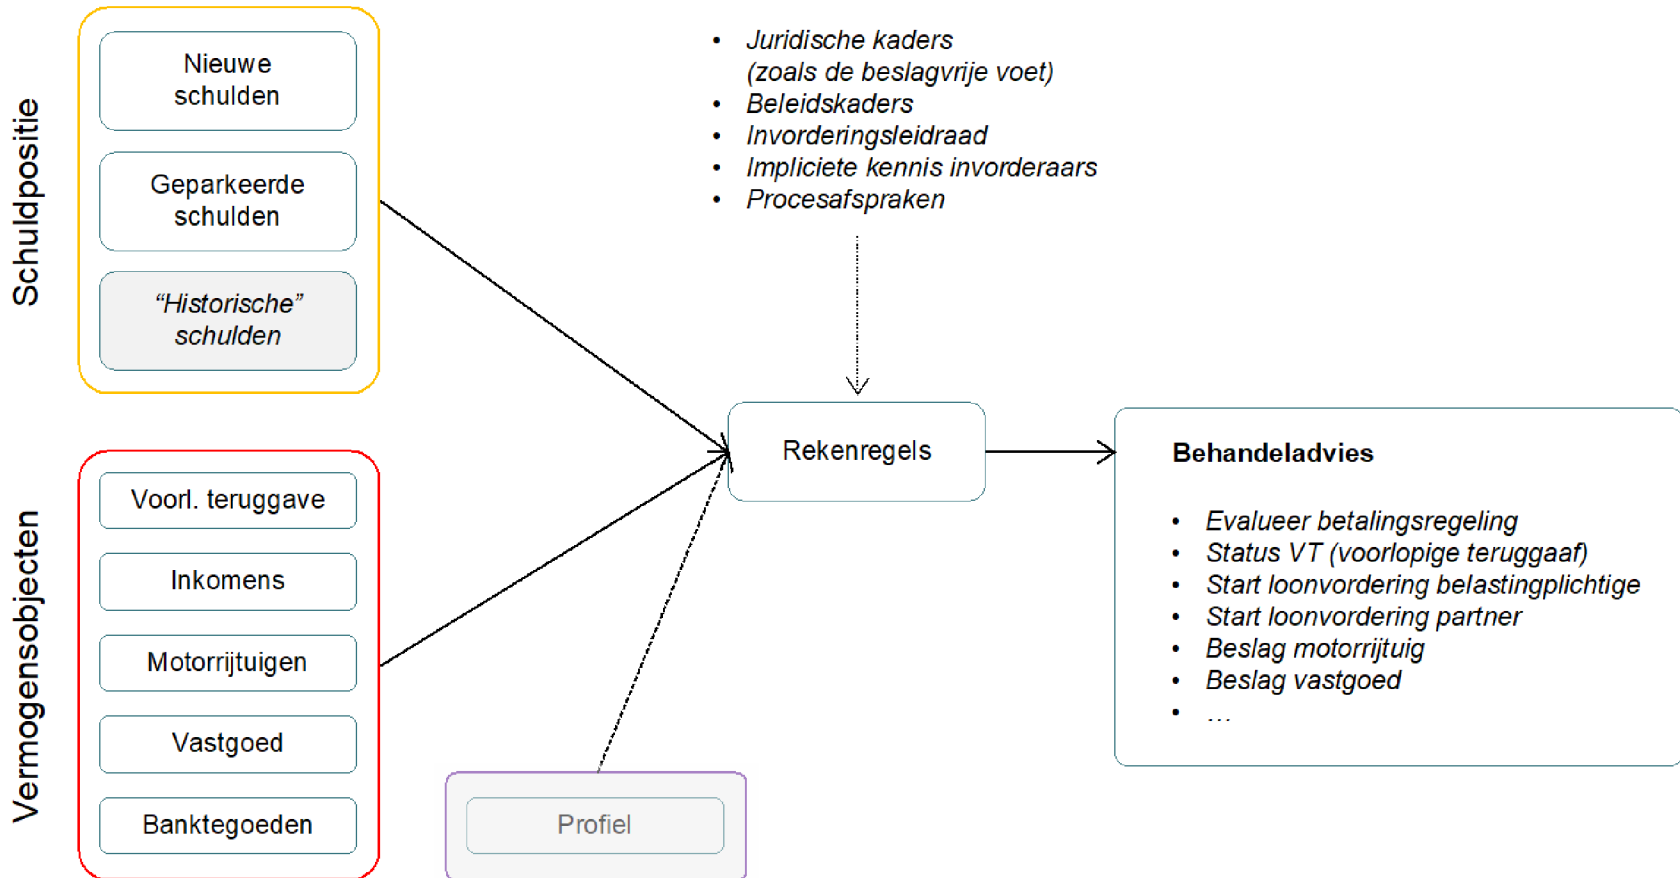 Schuldpositie
Nieuwe
schulden
Geparkeerde
schulden
“Historische”
schulden
Vermogensobjecten
Voorl. teruggave
Inkomens
Motorrijtuigen
Vastgoed
Banktegoeden
Profiel
• Juridische kaders
(zoals de beslagvrije voet)
• Beleidskaders
• Invorderingsleidraad
• Impliciete kennis invorderaars
• Procesafspraken
Rekenregels
Behandeladvies
• Evalueer betalingsregeling
• Status VT (voorlopige teruggaaf)
• Start loonvordering belastingplichtige
• Start loonvordering partner
• Beslag motorrijtuig
• Beslag vastgoed
• …